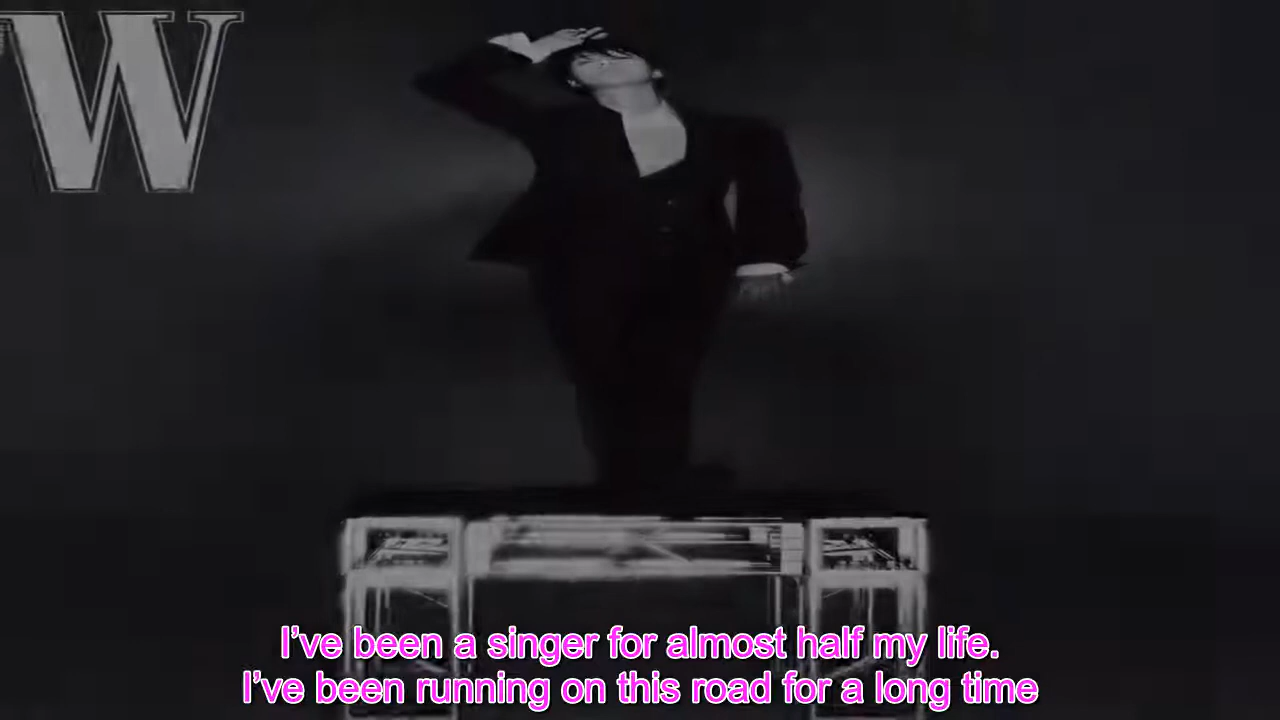 W
I've been a singer for almost half my life.
I've been running on this road for a long time